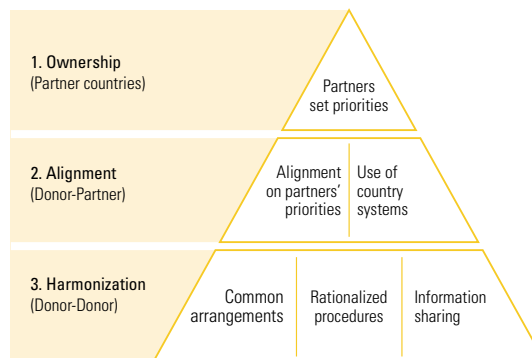 1. Ownership
(Partner countries)
Partners
set priorities
2. Alignment
(Donor-Partner)
Alignment
on partners'
priorities
Use of
country
systems
3. Harmonization
(Donor-Donor)
Common
arrangements
Rationalized
procedures
Information
sharing